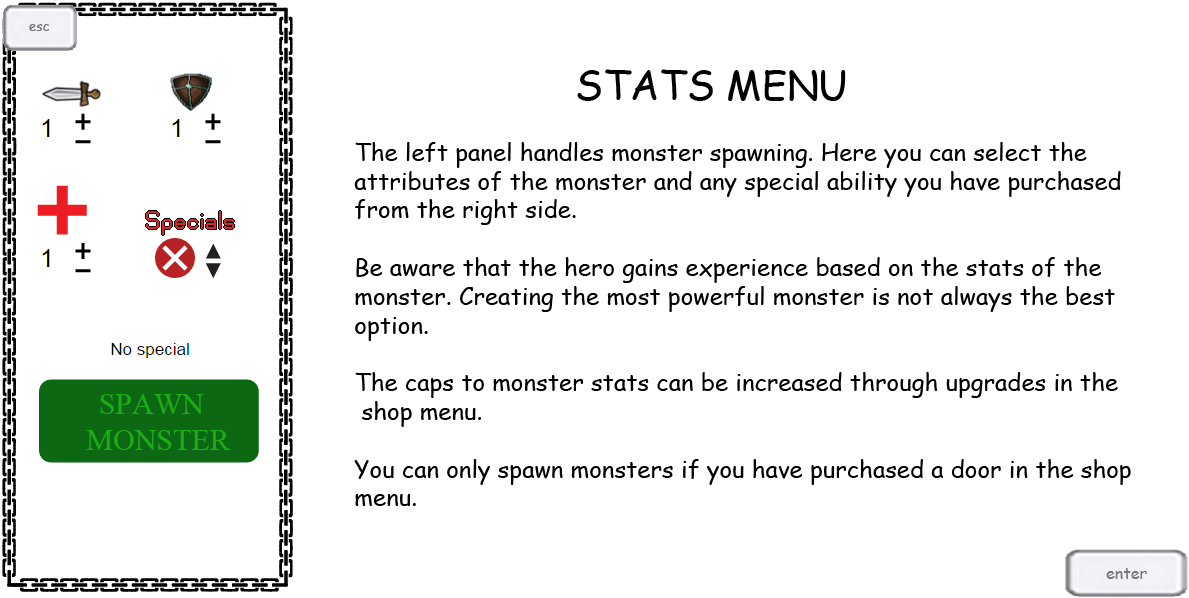 esc
1 + −
1 + −
Specials
1 + −
No special
SPAWN
MONSTER
STATS MENU
The left panel handles monster spawning. Here you can select the
attributes of the monster and any special ability you have purchased
from the right side.
Be aware that the hero gains experience based on the stats of the
monster. Creating the most powerful monster is not always the best
option.
The caps to monster stats can be increased through upgrades in the
shop menu.
You can only spawn monsters if you have purchased a door in the shop
menu.
enter